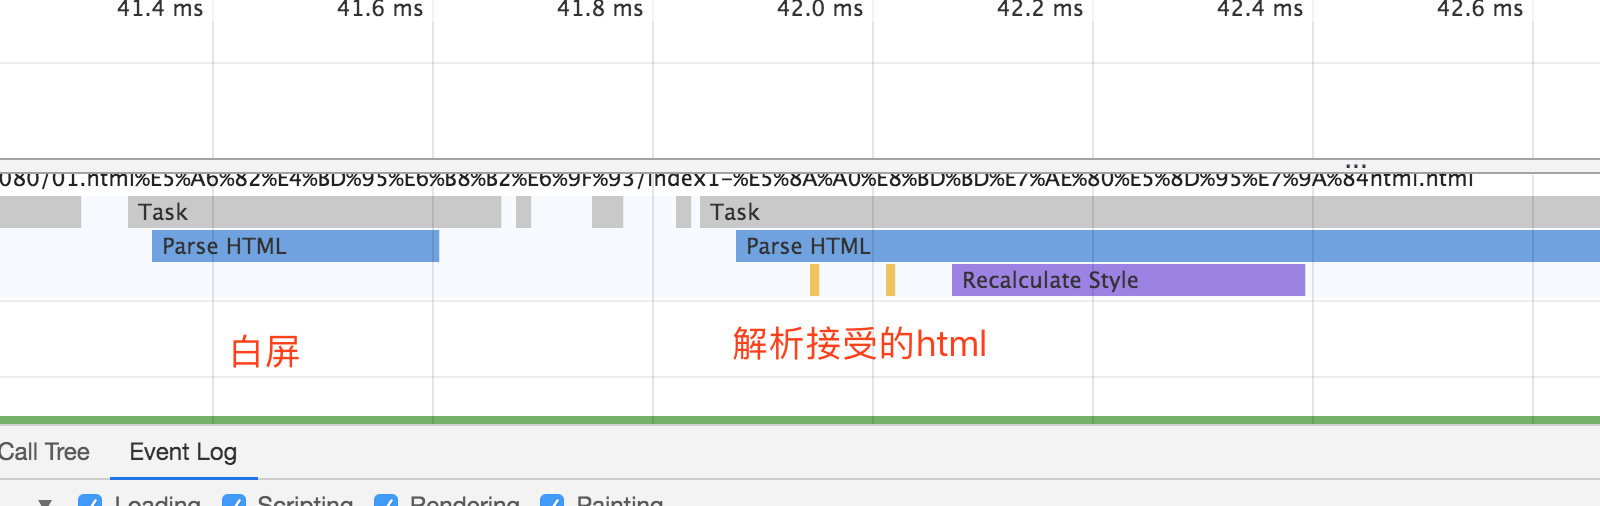 41.4 ms 41.6 ms 41.8 ms 42.0 ms 42.2 ms 42.4 ms 42.6 ms
...
080/01.html%E5%A6%82%E4%BD%95%E6%B8%B2%E6%9F%93/index1-%E5%8A%A0%E8%BD%BD%E7%AE%80%E5%8D%95%E7%9A%84html.html
Task Task
Parse HTML Parse HTML
Recalculate Style
白屏 解析接受的html
Call Tree Event Log
Loading Scripting Rendering Painting